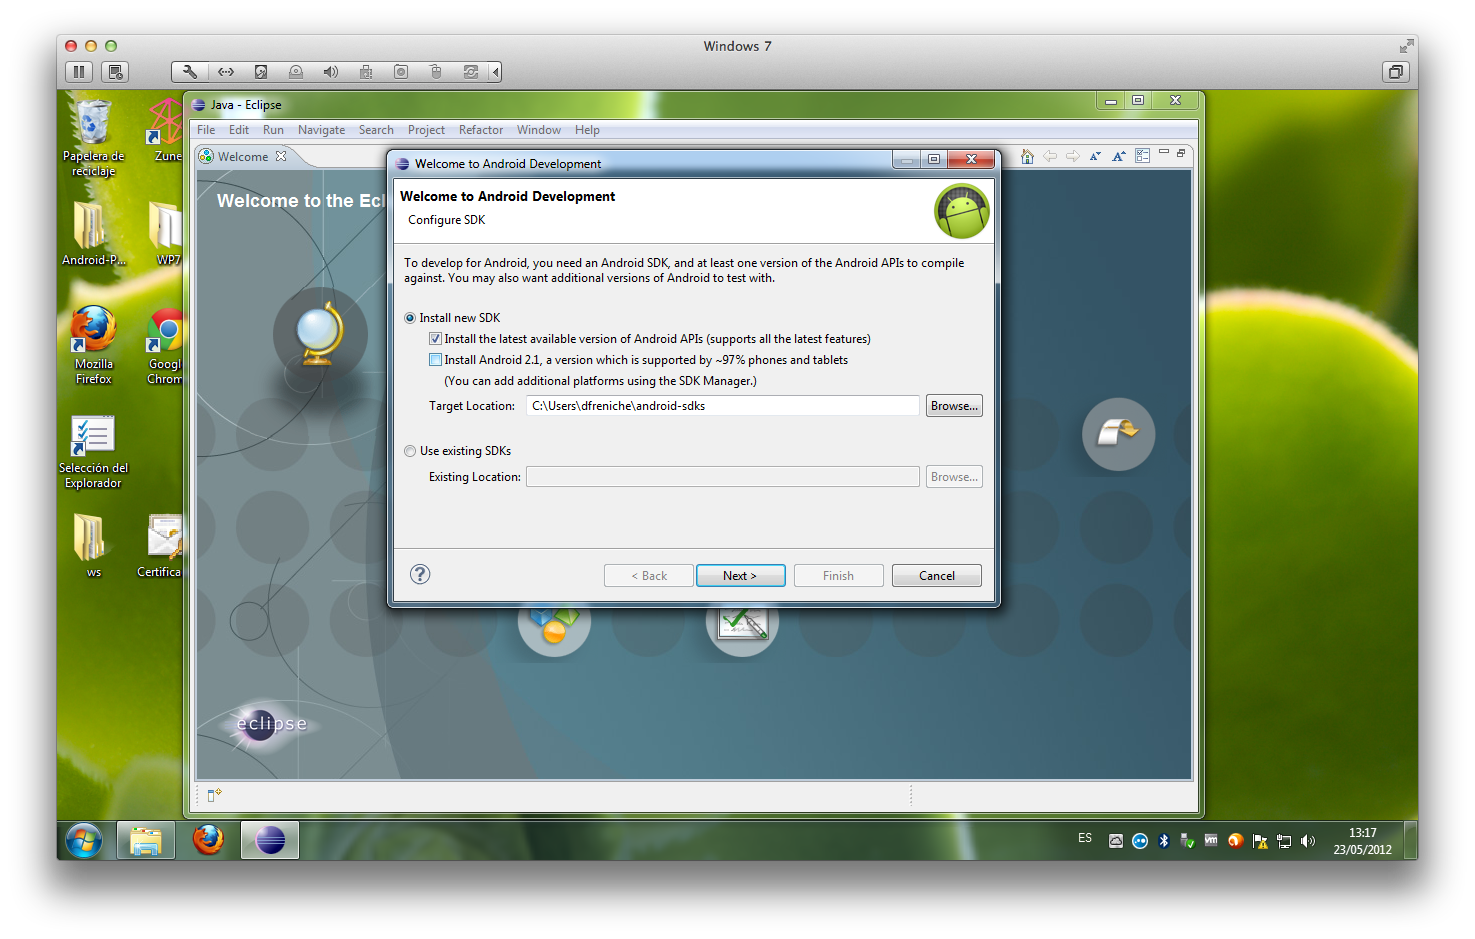 Windows 7
Papelera de
reciclaje
Zune
Android-P...
WP7
Mozilla
Firefox
Googl
Chrom
Selección del
Explorador
ws
Certifica
Java - Eclipse
File Edit Run Navigate Search Project Refactor Window Help
Welcome
Welcome to the Ecl
Welcome to Android Development
Welcome to Android Development
Configure SDK
To develop for Android, you need an Android SDK, and at least one version of the Android APIs to compile
against. You may also want additional versions of Android to test with.
Install new SDK
Install the latest available version of Android APIs (supports all the latest features)
Install Android 2.1, a version which is supported by ~97% phones and tablets
(You can add additional platforms using the SDK Manager.)
Target Location: C:\Users\dfreniche\android-sdks Browse...
Use existing SDKs
Existing Location: Browse...
? < Back Next > Finish Cancel
eclipse
ES
vm
13:17
23/05/2012